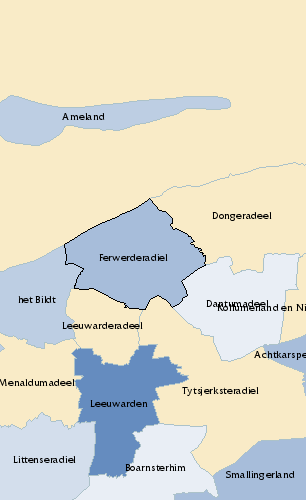 Ameland
Dongeradeel
Ferwerderadiel
het Bildt
Dantumadeel
Kollumerland en Ni
Leeuwarderadeel
Achtkarspe
Menaldumadeel
Tytsjerksteradiel
Leeuwarden
Littenseradiel
Boarnsterhim
Smallingerland